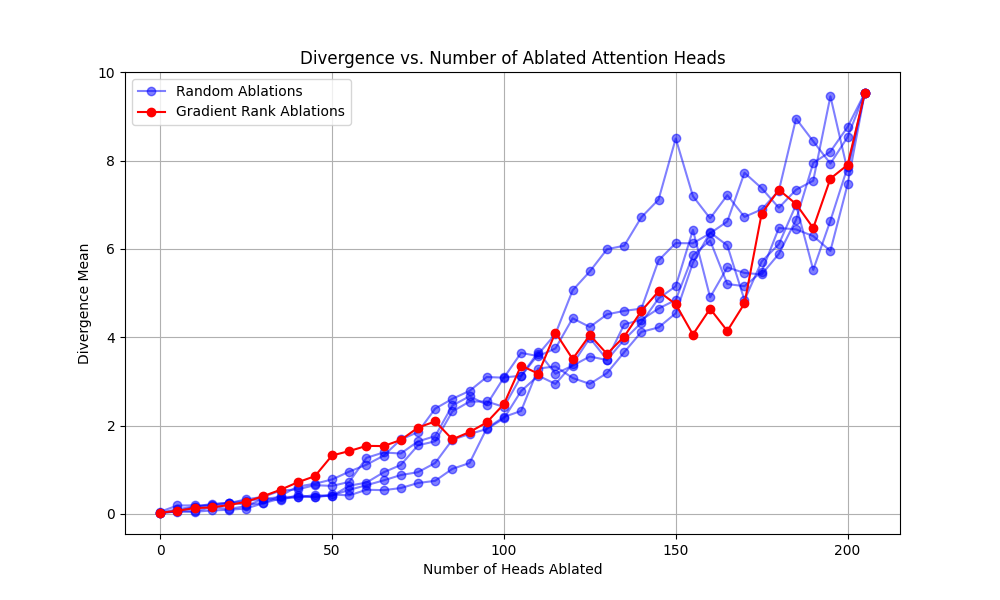 Divergence vs. Number of Ablated Attention Heads
Random Ablations
Gradient Rank Ablations
Divergence Mean
10
8
6
4
2
0
0 50 100 150 200
Number of Heads Ablated